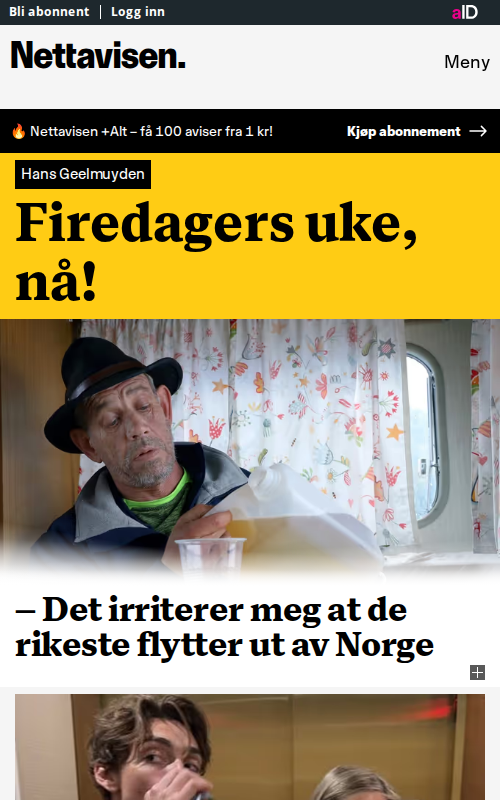 Bli abonnent | Logg inn
aID
Nettavisen.
Meny
🔥 Nettavisen +Alt – få 100 aviser fra 1 kr!
Kjøp abonnement →
Hans Geelmuyden
Firedagers uke,
nå!
– Det irriterer meg at de
rikeste flytter ut av Norge